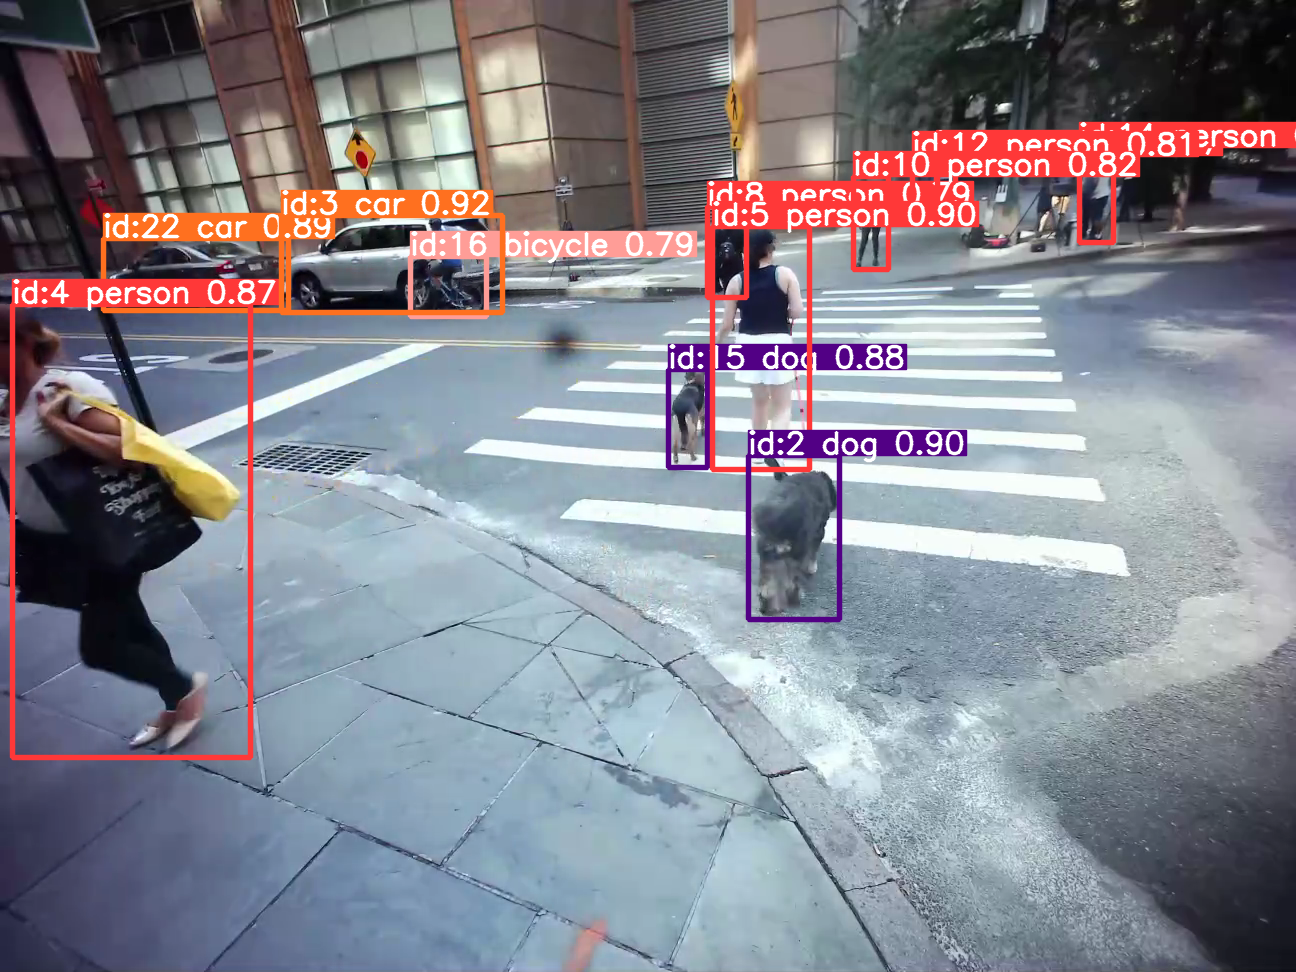 id:12 person 0.81
id:10 person 0.82
id:8 person 0.79
id:5 person 0.90
id:3 car 0.92
id:22 car 0.89
id:16 bicycle 0.79
id:4 person 0.87
id:15 dog 0.88
id:2 dog 0.90